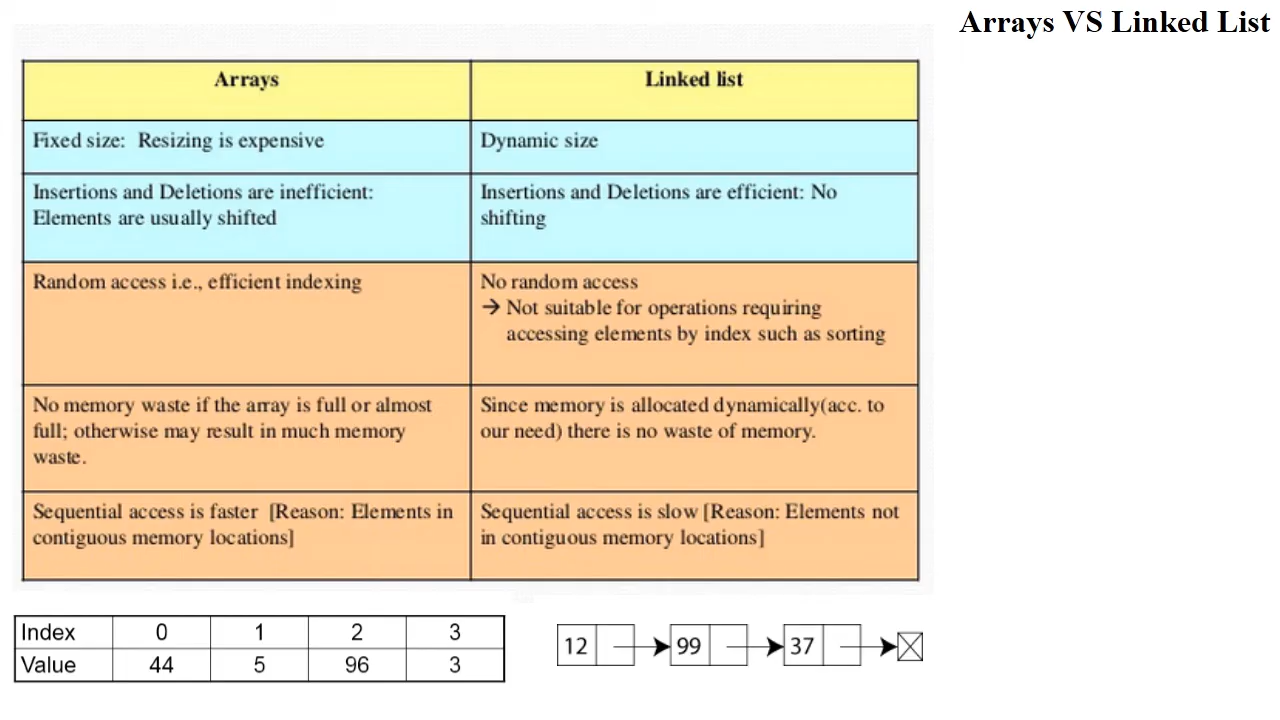 Arrays VS Linked List
Arrays
Linked list
Fixed size:  Resizing is expensive
Dynamic size
Insertions and Deletions are inefficient:
Elements are usually shifted
Insertions and Deletions are efficient: No
shifting
Random access i.e., efficient indexing
No random access
→ Not suitable for operations requiring
accessing elements by index such as sorting
No memory waste if the array is full or almost
full; otherwise may result in much memory
waste.
Since memory is allocated dynamically(acc. to
our need) there is no waste of memory.
Sequential access is faster  [Reason: Elements in
contiguous memory locations]
Sequential access is slow [Reason: Elements not
in contiguous memory locations]
Index 0 1 2 3
Value 44 5 96 3
12 99 37